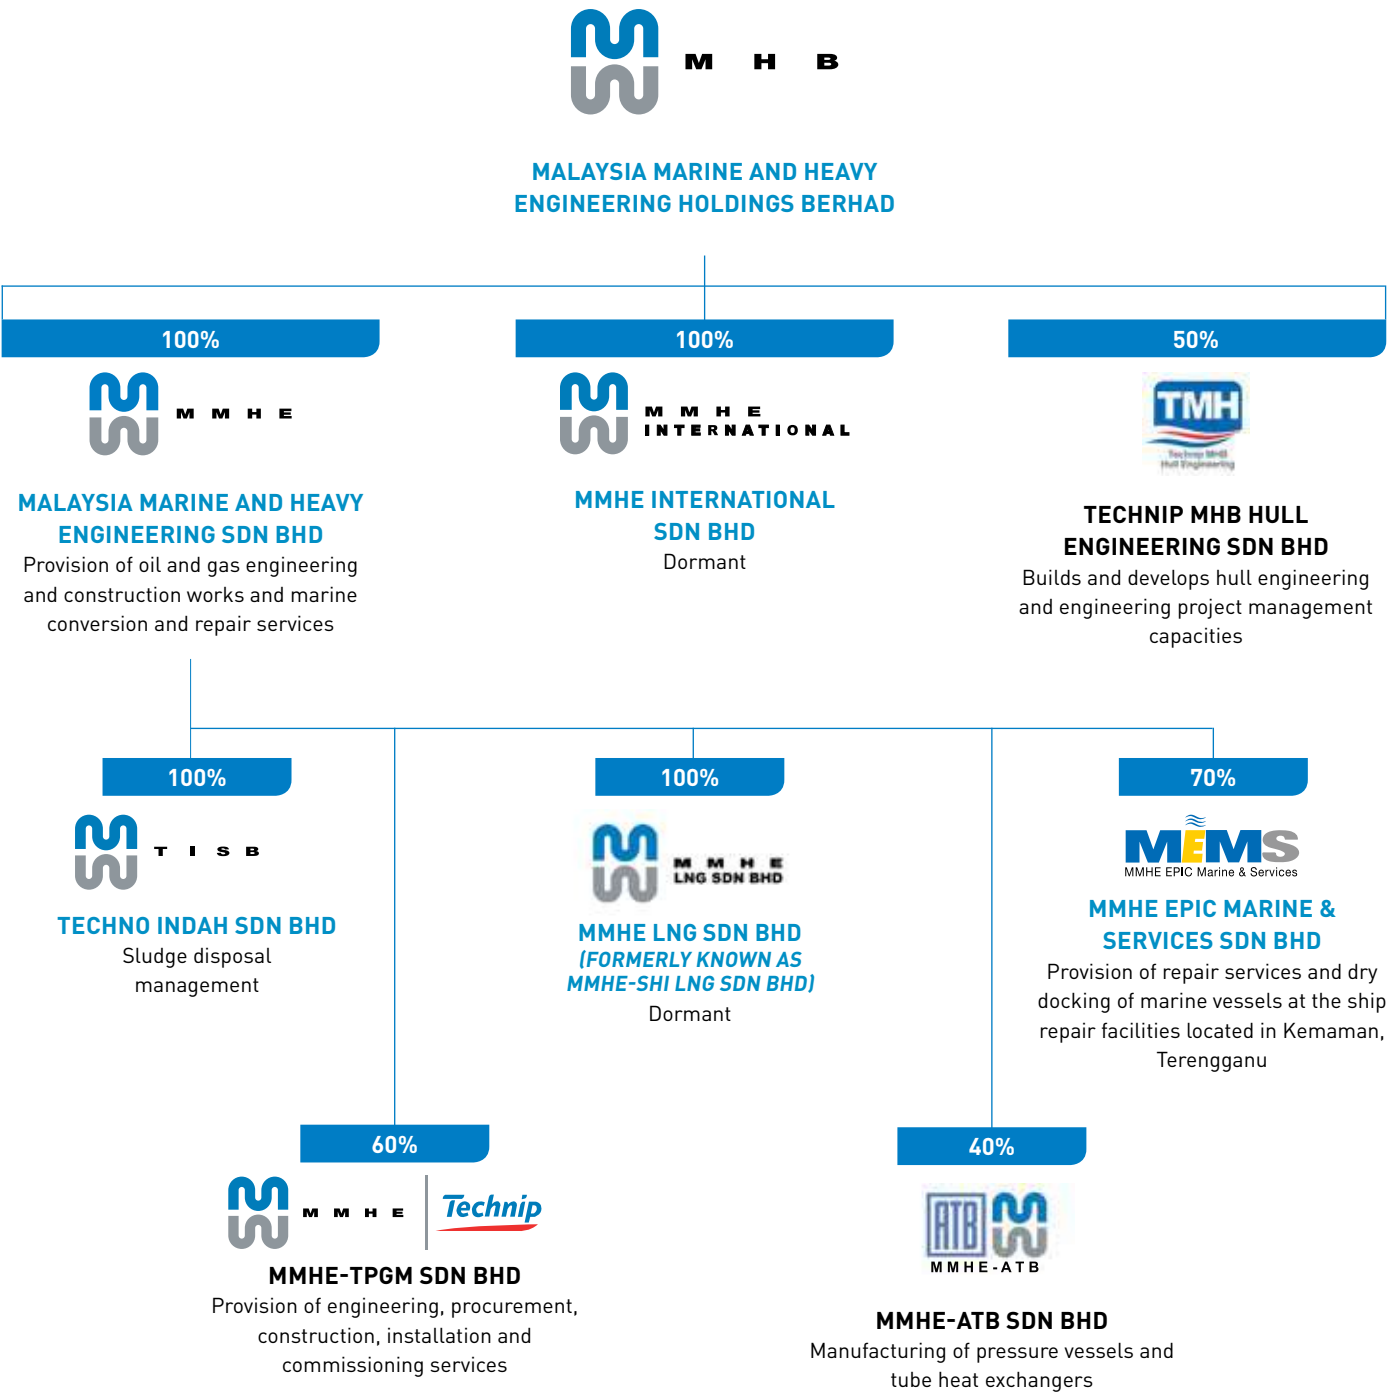 M H B
MALAYSIA MARINE AND HEAVY
ENGINEERING HOLDINGS BERHAD
100%
M M H E
MALAYSIA MARINE AND HEAVY
ENGINEERING SDN BHD
Provision of oil and gas engineering
and construction works and marine
conversion and repair services
100%
M M H E
INTERNATIONAL
MMHE INTERNATIONAL
SDN BHD
Dormant
50%
TMH
Technip MHB
Hull Engineering
TECHNIP MHB HULL
ENGINEERING SDN BHD
Builds and develops hull engineering
and engineering project management
capacities
100%
T I S B
TECHNO INDAH SDN BHD
Sludge disposal
management
100%
M M H E
LNG SDN BHD
MMHE LNG SDN BHD
(FORMERLY KNOWN AS
MMHE-SHI LNG SDN BHD)
Dormant
70%
MEMS
MMHE EPIC Marine & Services
MMHE EPIC MARINE &
SERVICES SDN BHD
Provision of repair services and dry
docking of marine vessels at the ship
repair facilities located in Kemaman,
Terengganu
60%
M M H E
Technip
MMHE-TPGM SDN BHD
Provision of engineering, procurement,
construction, installation and
commissioning services
40%
ATB
MMHE-ATB
MMHE-ATB SDN BHD
Manufacturing of pressure vessels and
tube heat exchangers